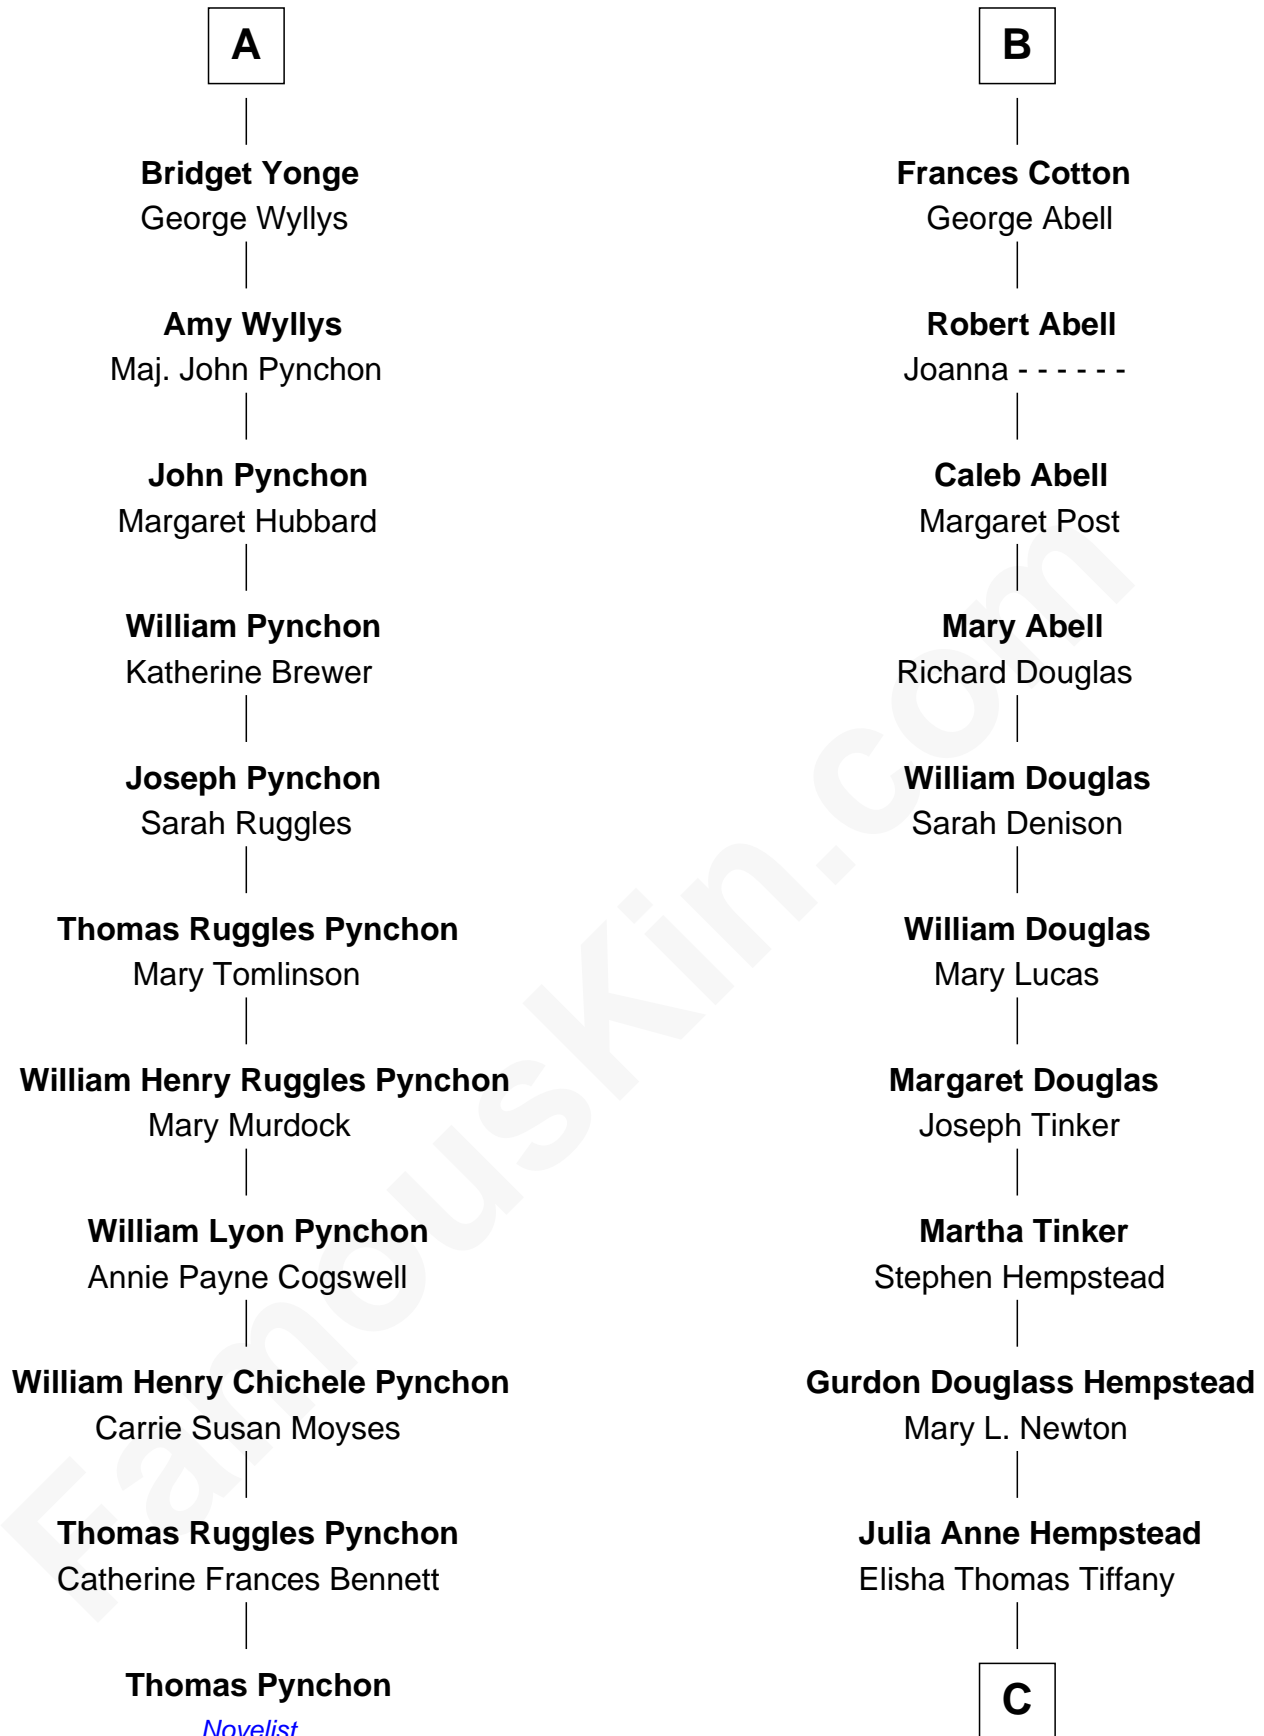 A
Bridget Yonge
George Wyllys
Amy Wyllys
Maj. John Pynchon
John Pynchon
Margaret Hubbard
William Pynchon
Katherine Brewer
Joseph Pynchon
Sarah Ruggles
Thomas Ruggles Pynchon
Mary Tomlinson
William Henry Ruggles Pynchon
Mary Murdock
William Lyon Pynchon
Annie Payne Cogswell
William Henry Chichele Pynchon
Carrie Susan Moyses
Thomas Ruggles Pynchon
Catherine Frances Bennett
Thomas Pynchon
Novelist
B
Frances Cotton
George Abell
Robert Abell
Joanna - - - - - -
Caleb Abell
Margaret Post
Mary Abell
Richard Douglas
William Douglas
Sarah Denison
William Douglas
Mary Lucas
Margaret Douglas
Joseph Tinker
Martha Tinker
Stephen Hempstead
Gurdon Douglass Hempstead
Mary L. Newton
Julia Anne Hempstead
Elisha Thomas Tiffany
C
FamousKin.com